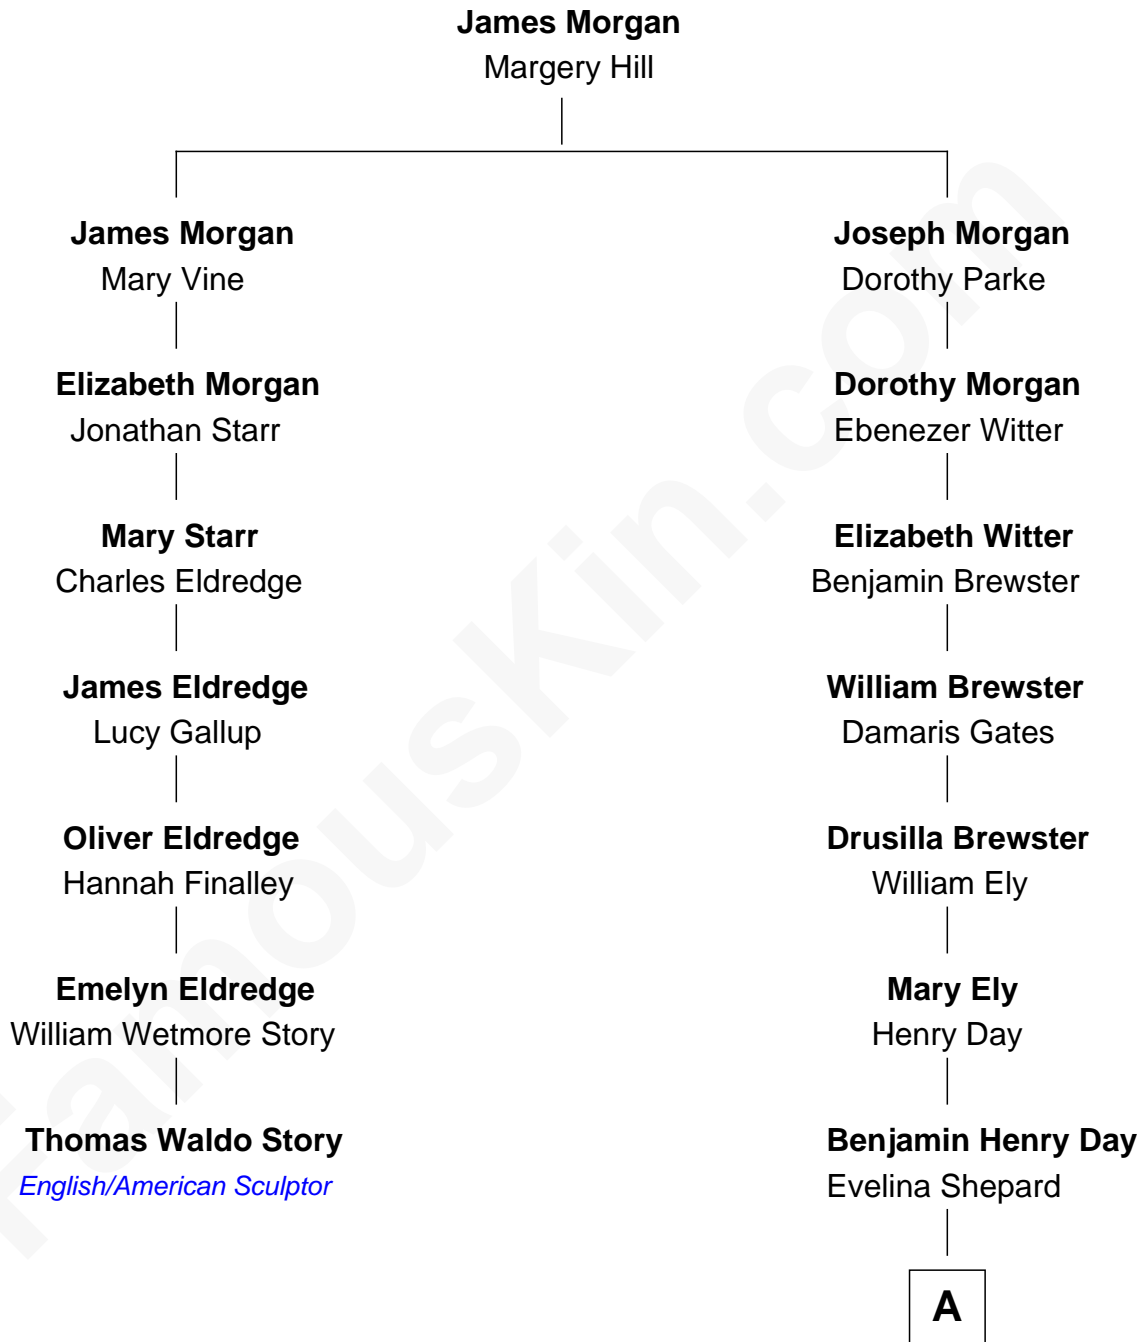 James Morgan
Margery Hill
James Morgan
Mary Vine
Elizabeth Morgan
Jonathan Starr
Mary Starr
Charles Eldredge
James Eldredge
Lucy Gallup
Oliver Eldredge
Hannah Finalley
Emelyn Eldredge
William Wetmore Story
Thomas Waldo Story
English/American Sculptor
Joseph Morgan
Dorothy Parke
Dorothy Morgan
Ebenezer Witter
Elizabeth Witter
Benjamin Brewster
William Brewster
Damaris Gates
Drusilla Brewster
William Ely
Mary Ely
Henry Day
Benjamin Henry Day
Evelina Shepard
A
FamousKin.com